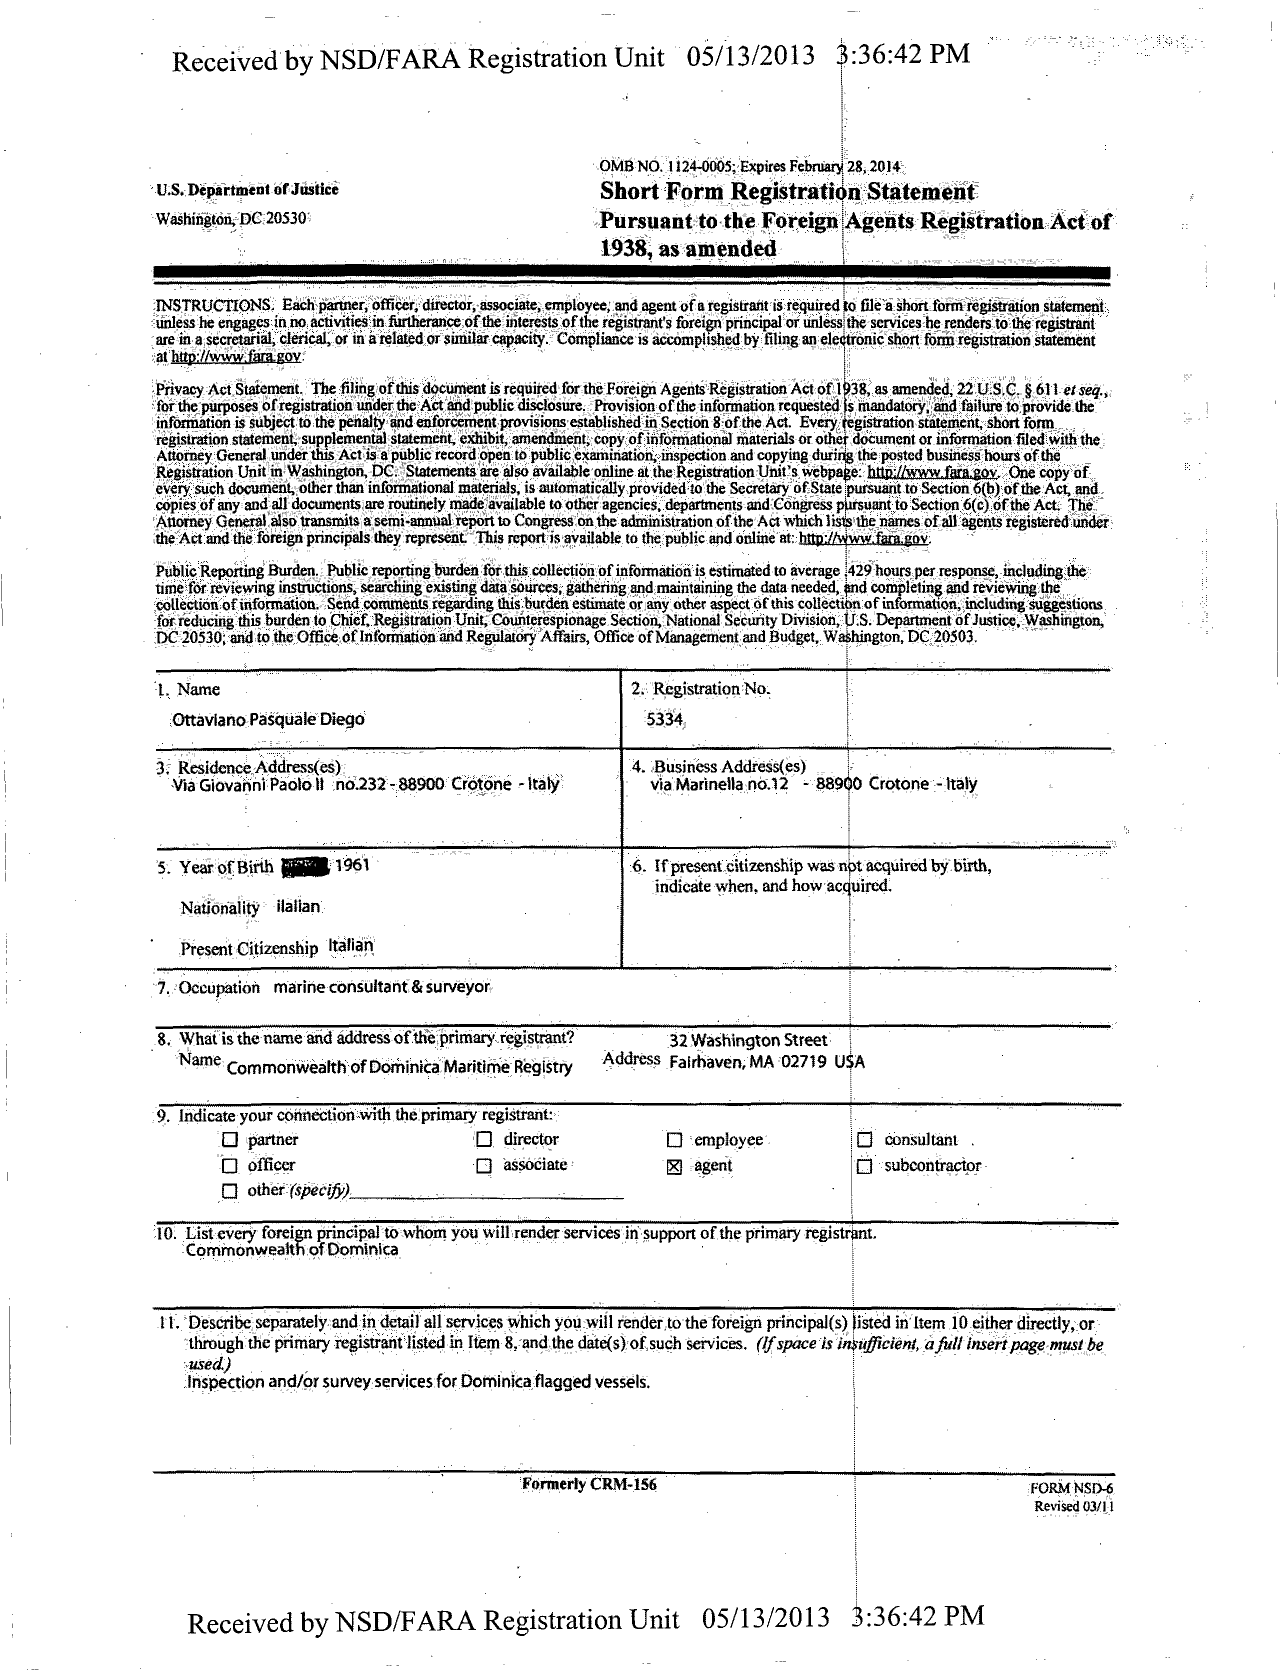 Received by NSD/FARA Registration Unit 05/13/2013 3:36:42 PM
OMB NO. 1124-0005; Expires February 28, 2014
U.S. Department of Justice
Washington, DC 20530
Short Form Registration Statement
Pursuant to the Foreign Agents Registration Act of
1938, as amended
INSTRUCTIONS. Each partner, officer, director, associate, employee, and agent of a registrant is required to file a short form registration statement
unless he engages in no activities in furtherance of the interests of the registrant's foreign principal or unless the services he renders to the registrant
are in a secretarial, clerical, or in a related or similar capacity. Compliance is accomplished by filing an electronic short form registration statement
at http://www.fara.gov.
Privacy Act Statement. The filing of this document is required for the Foreign Agents Registration Act of 1938, as amended, 22 U.S.C. § 611 et seq.,
for the purposes of registration under the Act and public disclosure. Provision of the information requested is mandatory, and failure to provide the
information is subject to the penalty and enforcement provisions established in Section 8 of the Act. Every registration statement, short form
registration statement, supplemental statement, exhibit, amendment, copy of informational materials or other document or information filed with the
Attorney General under this Act is a public record open to public examination, inspection and copying during the posted business hours of the
Registration Unit in Washington, DC. Statements are also available online at the Registration Unit's webpage: http://www.fara.gov. One copy of
every such document, other than informational materials, is automatically provided to the Secretary of State pursuant to Section 6(b) of the Act, and
copies of any and all documents are routinely made available to other agencies, departments and Congress pursuant to Section 6(c) of the Act. The
Attorney General also transmits a semi-annual report to Congress on the administration of the Act which lists the names of all agents registered under
the Act and the foreign principals they represent. This report is available to the public and online at: http://www.fara.gov.
Public Reporting Burden. Public reporting burden for this collection of information is estimated to average .429 hours per response, including the
time for reviewing instructions, searching existing data sources, gathering and maintaining the data needed, and completing and reviewing the
collection of information. Send comments regarding this burden estimate or any other aspect of this collection of information, including suggestions
for reducing this burden to Chief, Registration Unit, Counterespionage Section, National Security Division, U.S. Department of Justice, Washington,
DC 20530; and to the Office of Information and Regulatory Affairs, Office of Management and Budget, Washington, DC 20503.
1. Name
Ottaviano Pasquale Diego
2. Registration No.
5334
3. Residence Address(es)
Via Giovanni Paolo II no.232 - 88900 Crotone - Italy
4. Business Address(es)
via Marinella no.12 - 88900 Crotone - Italy
5. Year of Birth 1961
Nationality ilalian
Present Citizenship Italian
6. If present citizenship was not acquired by birth,
indicate when, and how acquired.
7. Occupation marine consultant & surveyor
8. What is the name and address of the primary registrant?
Name Commonwealth of Dominica Maritime Registry
32 Washington Street
Address Fairhaven, MA 02719 USA
9. Indicate your connection with the primary registrant:
☐ partner ☐ director ☐ employee ☐ consultant
☐ officer ☐ associate ☒ agent ☐ subcontractor
☐ other (specify)
10. List every foreign principal to whom you will render services in support of the primary registrant.
Commonwealth of Dominica
11. Describe separately and in detail all services which you will render to the foreign principal(s) listed in Item 10 either directly, or
through the primary registrant listed in Item 8, and the date(s) of such services. (If space is insufficient, a full insert page must be
used.)
Inspection and/or survey services for Dominica flagged vessels.
Formerly CRM-156
FORM NSD-6
Revised 03/11
Received by NSD/FARA Registration Unit 05/13/2013 3:36:42 PM